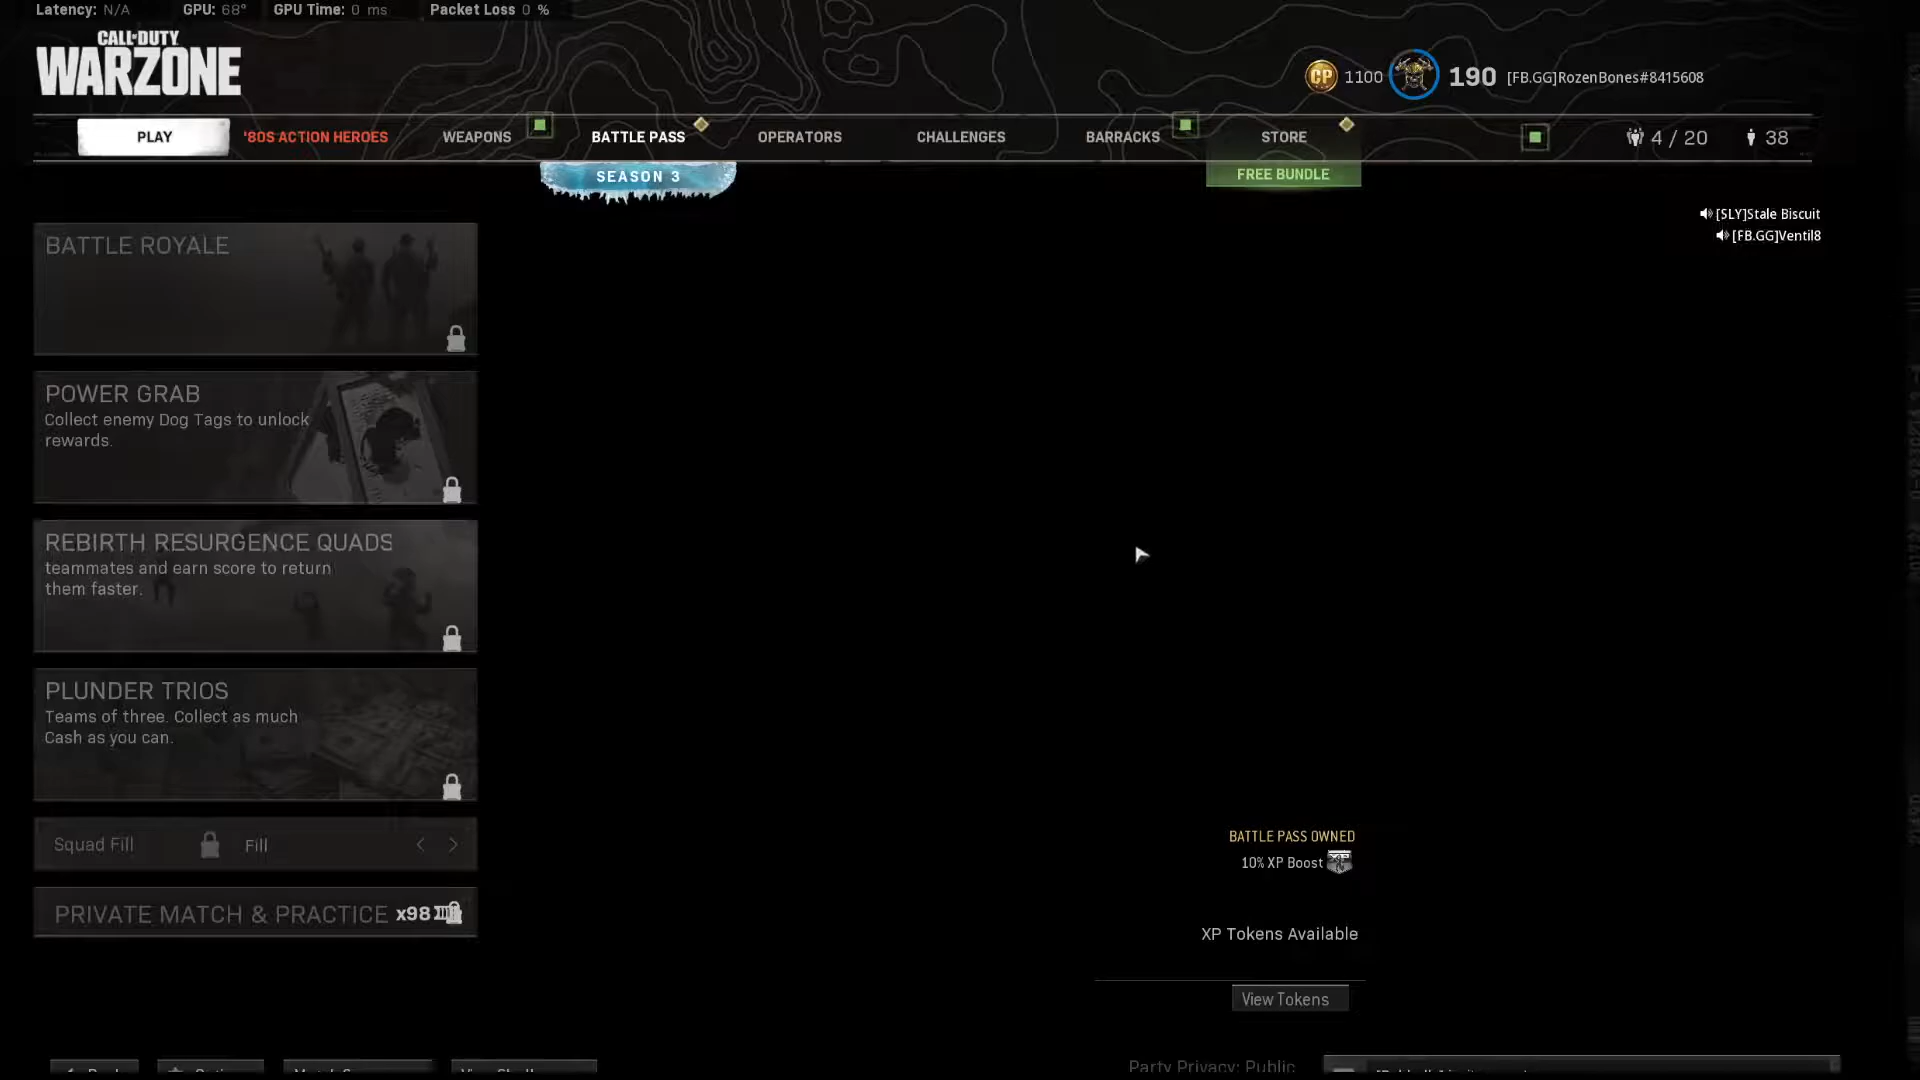 Latency: N/A GPU: 68° GPU Time: 0 ms Packet Loss 0 %
CALL OF DUTY
WARZONE
CP 1100 190 [FB.GG]RozenBones#8415608
PLAY '80S ACTION HEROES WEAPONS BATTLE PASS OPERATORS CHALLENGES BARRACKS STORE 4 / 20 38
SEASON 3 FREE BUNDLE
[SLY]Stale Biscuit
[FB.GG]Ventil8
BATTLE ROYALE
POWER GRAB
Collect enemy Dog Tags to unlock
rewards.
REBIRTH RESURGENCE QUADS
teammates and earn score to return
them faster.
PLUNDER TRIOS
Teams of three. Collect as much
Cash as you can.
Squad Fill Fill
PRIVATE MATCH & PRACTICE x98
BATTLE PASS OWNED
10% XP Boost
XP Tokens Available
View Tokens
Party Privacy: Public